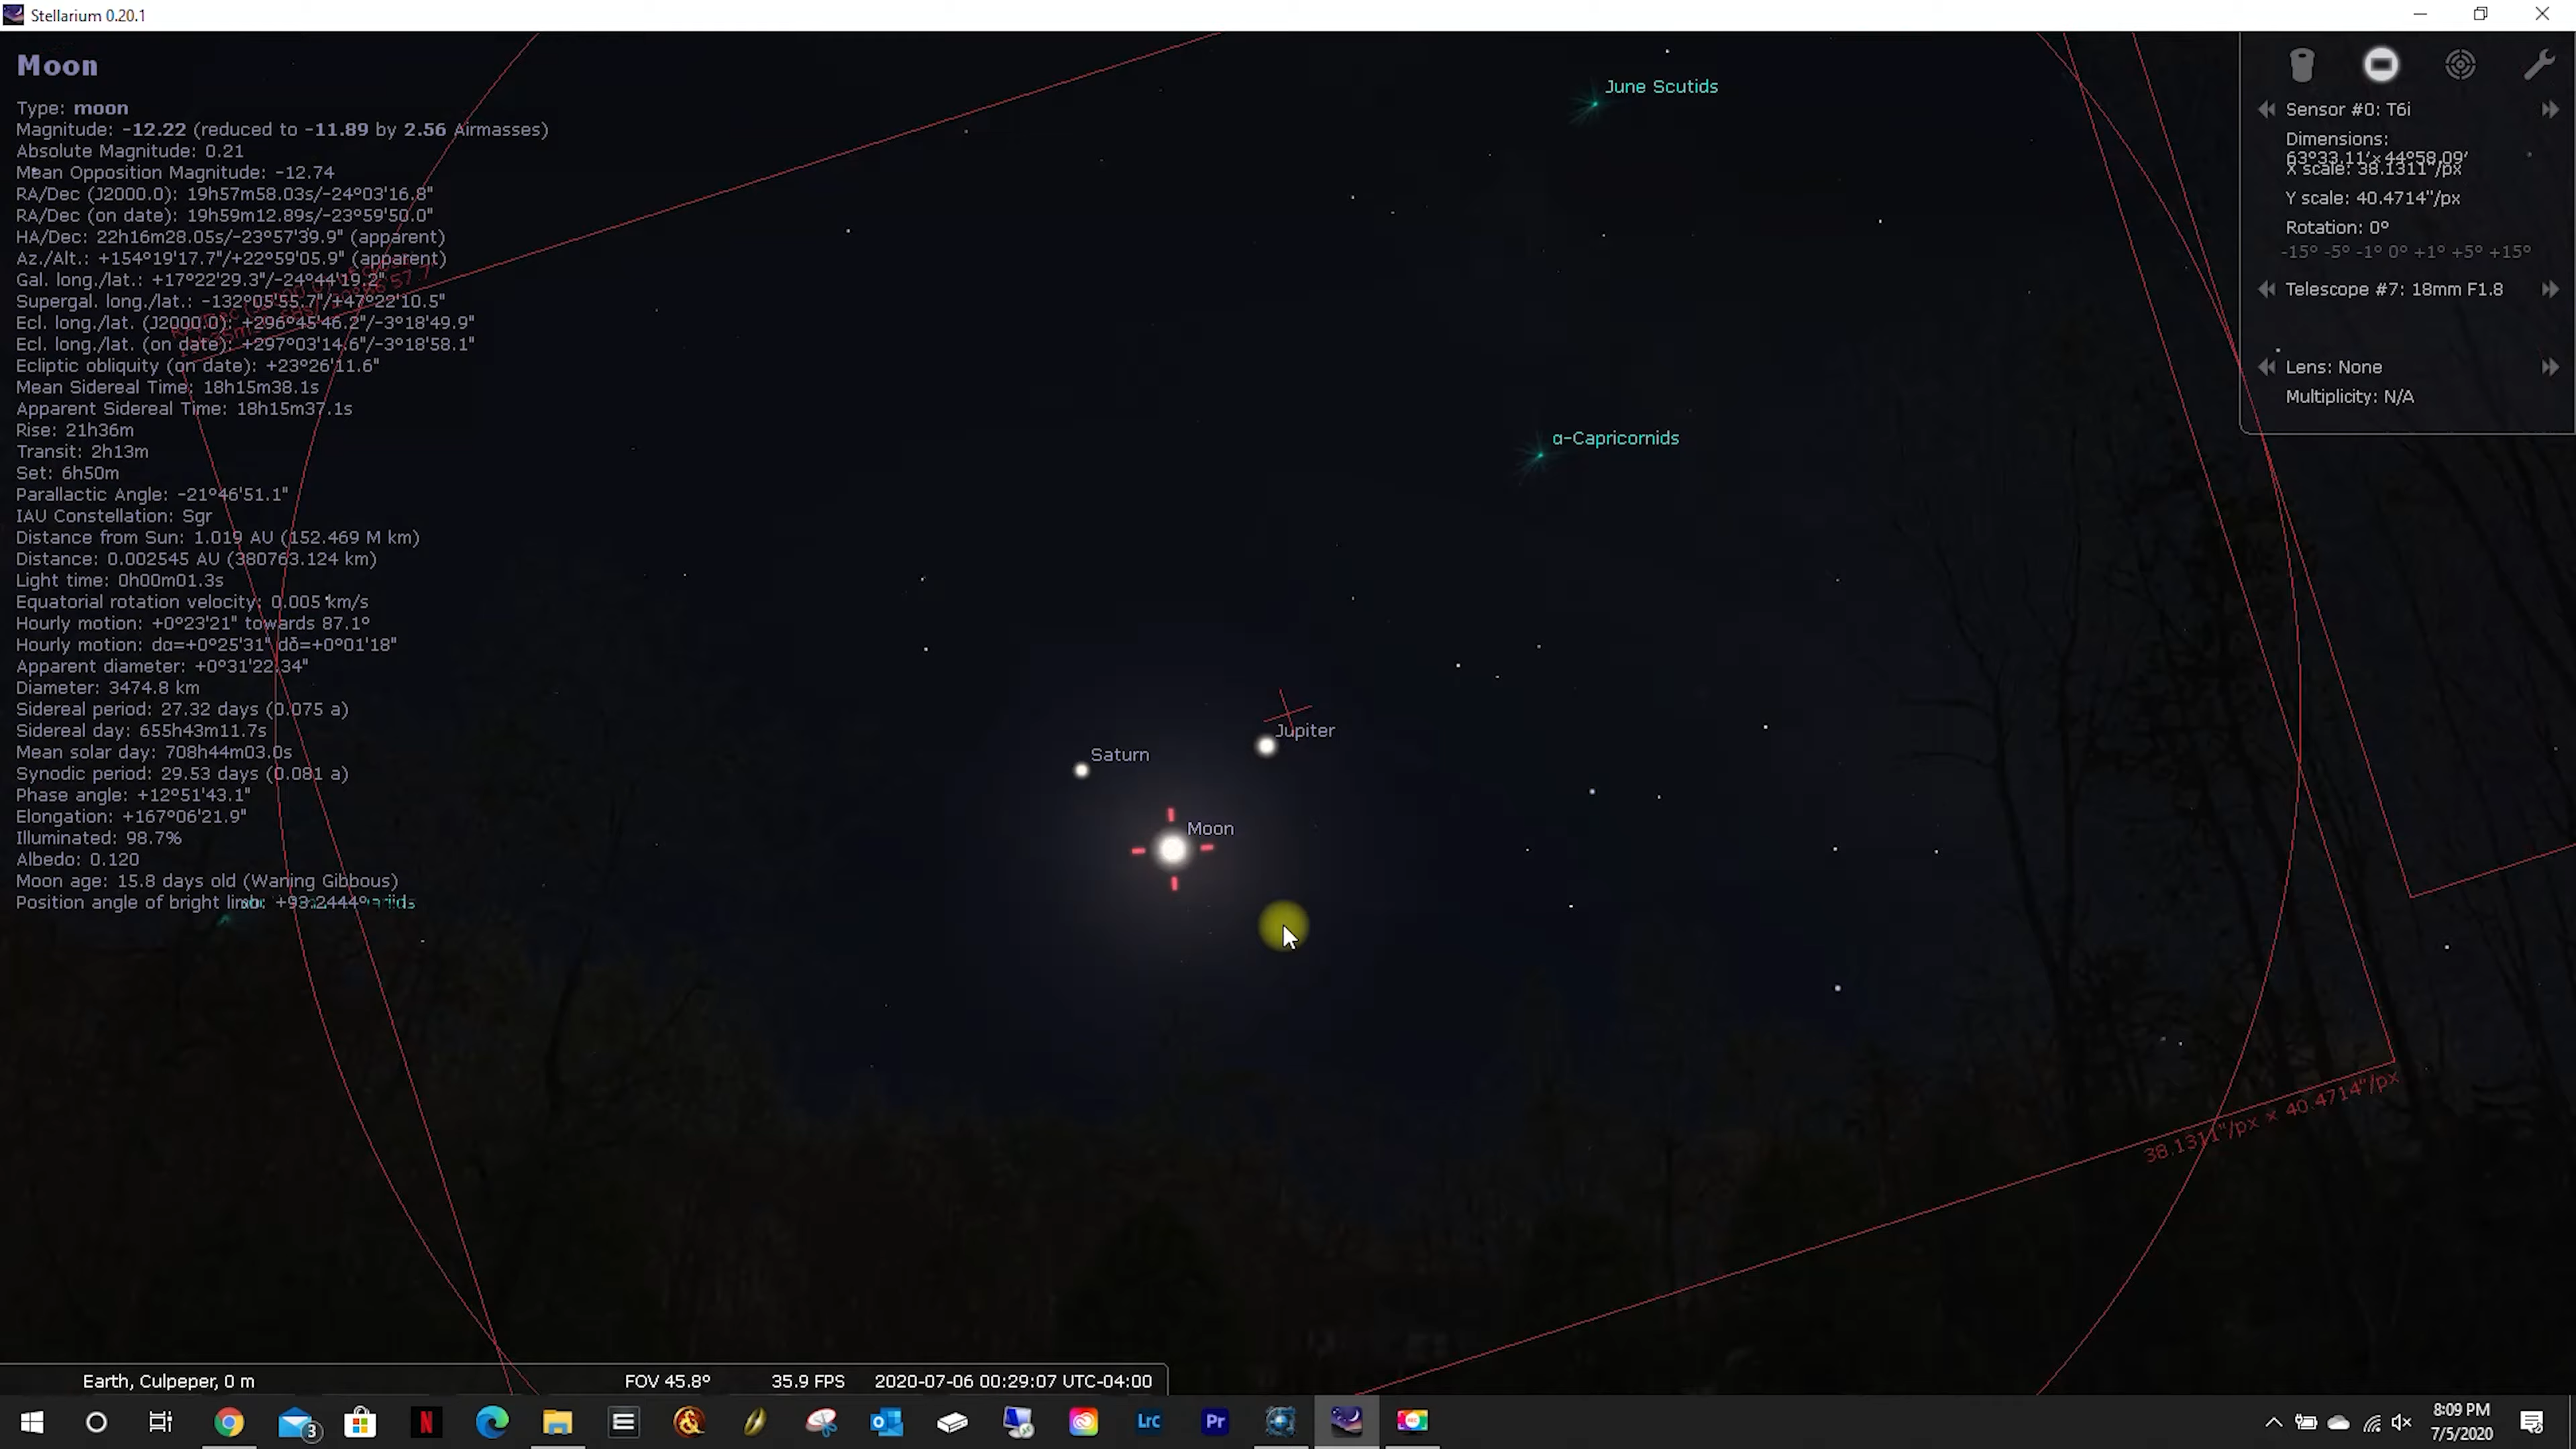 Stellarium 0.20.1
Moon
Type: moon
Magnitude: -12.22 (reduced to -11.89 by 2.56 Airmasses)
Absolute Magnitude: 0.21
Mean Opposition Magnitude: -12.74
RA/Dec (J2000.0): 19h57m58.03s/-24°03'16.8"
RA/Dec (on date): 19h59m12.89s/-23°59'50.0"
HA/Dec: 22h16m28.05s/-23°57'39.9" (apparent)
Az./Alt.: +154°19'17.7"/+22°59'05.9" (apparent)
Gal. long./lat.: +17°22'29.3"/-24°44'19.2"
Supergal. long./lat.: -132°05'55.7"/+47°22'10.5"
Ecl. long./lat. (J2000.0): +296°45'46.2"/-3°18'49.9"
Ecl. long./lat. (on date): +297°03'14.6"/-3°18'58.1"
Ecliptic obliquity (on date): +23°26'11.6"
Mean Sidereal Time: 18h15m38.1s
Apparent Sidereal Time: 18h15m37.1s
Rise: 21h36m
Transit: 2h13m
Set: 6h50m
Parallactic Angle: -21°46'51.1"
IAU Constellation: Sgr
Distance from Sun: 1.019 AU (152.469 M km)
Distance: 0.002545 AU (380763.124 km)
Light time: 0h00m01.3s
Equatorial rotation velocity: 0.005 km/s
Hourly motion: +0°23'21" towards 87.1°
Hourly motion: dα=+0°25'31" dδ=+0°01'18"
Apparent diameter: +0°31'22.34"
Diameter: 3474.8 km
Sidereal period: 27.32 days (0.075 a)
Sidereal day: 655h43m11.7s
Mean solar day: 708h44m03.0s
Synodic period: 29.53 days (0.081 a)
Phase angle: +12°51'43.1"
Elongation: +167°06'21.9"
Illuminated: 98.7%
Albedo: 0.120
Moon age: 15.8 days old (Waning Gibbous)
Position angle of bright limb: +93.2444°
June Scutids
α-Capricornids
Jupiter
Saturn
Moon
Sensor #0: T6i
Dimensions:
63°33.11'×44°58.09'
X scale: 38.1311"/px
Y scale: 40.4714"/px
Rotation: 0°
-15° -5° -1° 0° +1° +5° +15°
Telescope #7: 18mm F1.8
Lens: None
Multiplicity: N/A
38.1311"/px × 40.4714"/px
Earth, Culpeper, 0 m
FOV 45.8°
35.9 FPS
2020-07-06 00:29:07 UTC-04:00
3
N
Lrc
Pr
8:09 PM
7/5/2020